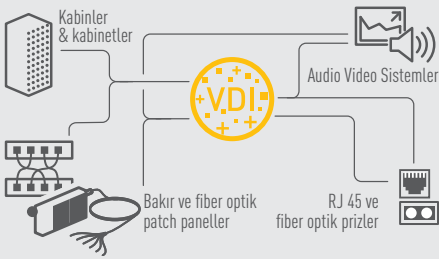 Kabinler
& kabinetler
VDI
Audio Video Sistemler
Bakır ve fiber optik
patch paneller
RJ 45 ve
fiber optik prizler